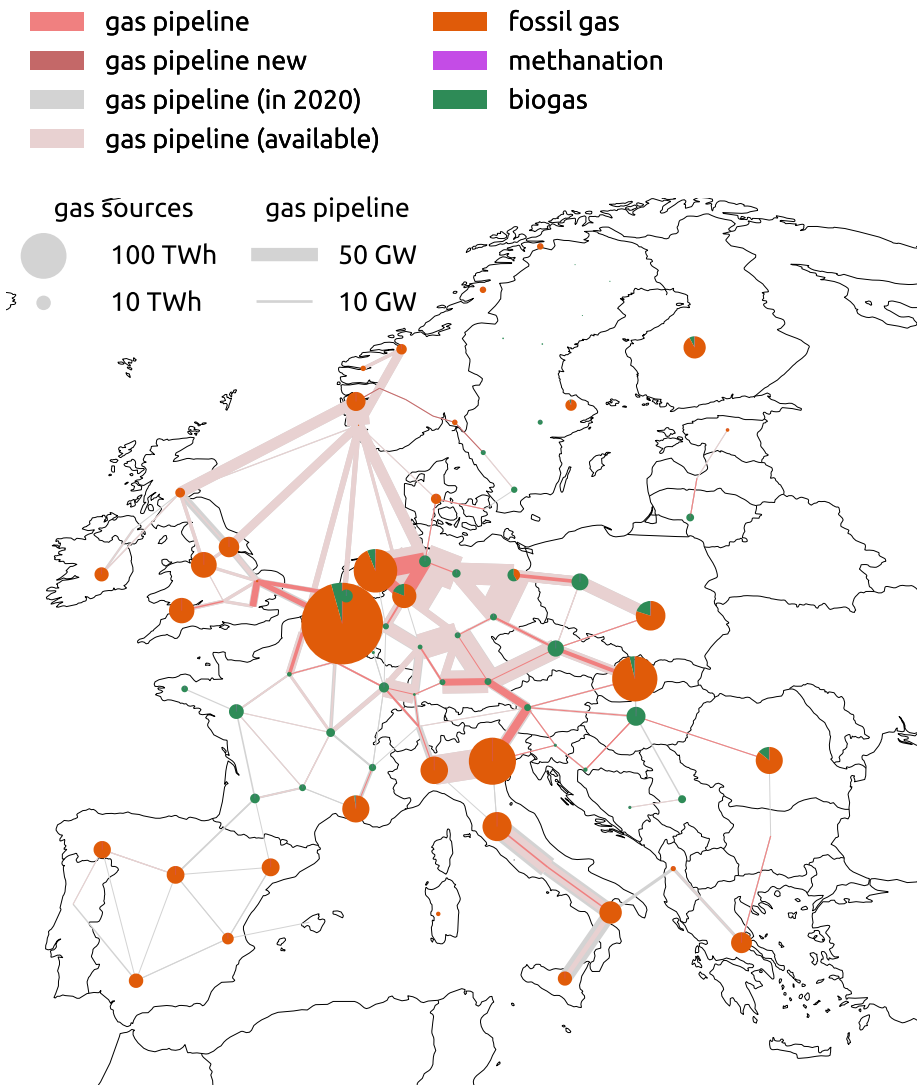 gas pipeline
gas pipeline new
gas pipeline (in 2020)
gas pipeline (available)
fossil gas
methanation
biogas
gas sources
100 TWh
10 TWh
gas pipeline
50 GW
10 GW